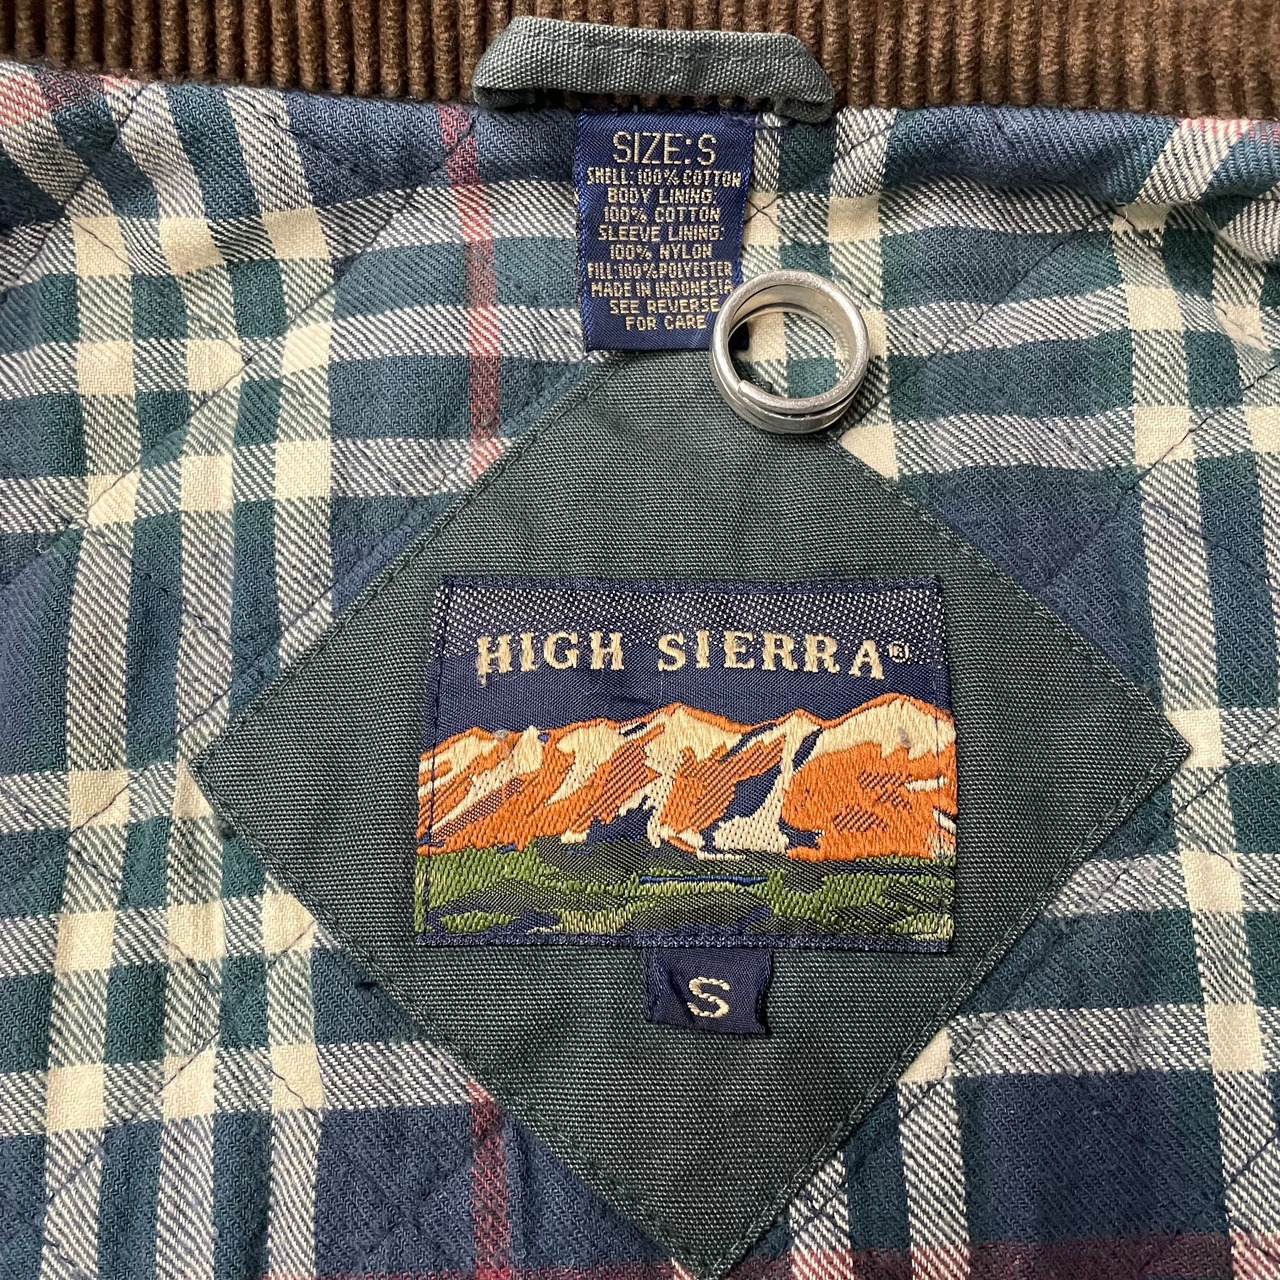 SIZE: S
SHELL: 100% COTTON
BODY LINING:
100% COTTON
SLEEVE LINING:
100% NYLON
FILL: 100% POLYESTER
MADE IN INDONESIA
SEE REVERSE
FOR CARE
HIGH SIERRA®
S